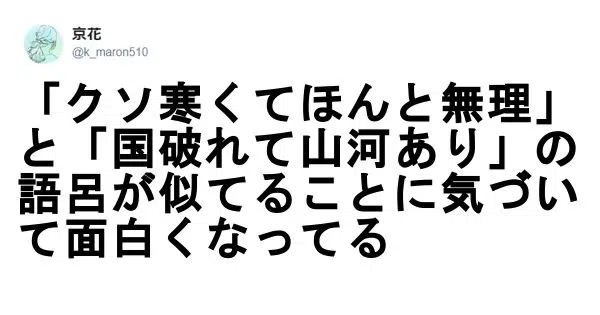 京花
@k_maron510
「クソ寒くてほんと無理」
と「国破れて山河あり」の
語呂が似てることに気づい
て面白くなってる